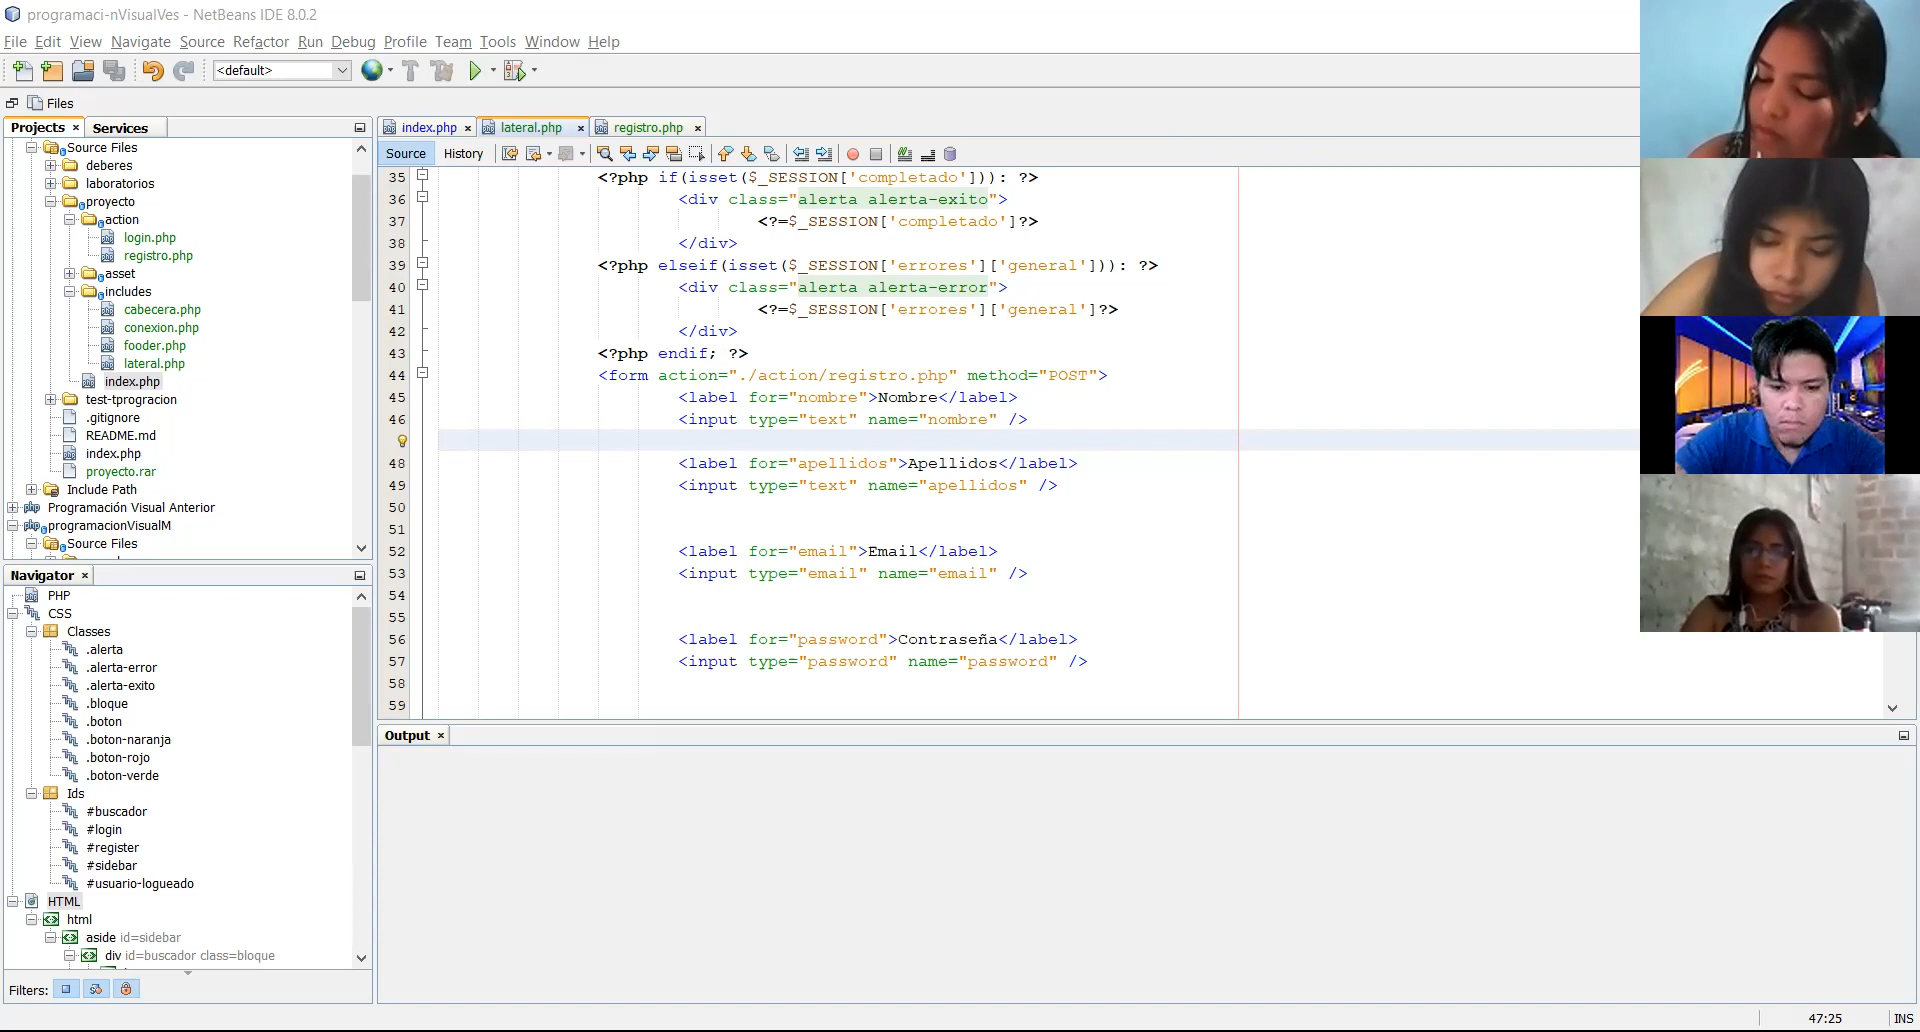 programaci-nVisualVes - NetBeans IDE 8.0.2
File Edit View Navigate Source Refactor Run Debug Profile Team Tools Window Help
<default>
Files
Projects × Services
Source Files
deberes
laboratorios
proyecto
action
login.php
registro.php
asset
includes
cabecera.php
conexion.php
fooder.php
lateral.php
index.php
test-tprogracion
.gitignore
README.md
index.php
proyecto.rar
Include Path
Programación Visual Anterior
programacionVisualM
Source Files
Navigator ×
PHP
CSS
Classes
.alerta
.alerta-error
.alerta-exito
.bloque
.boton
.boton-naranja
.boton-rojo
.boton-verde
Ids
#buscador
#login
#register
#sidebar
#usuario-logueado
HTML
html
aside id=sidebar
div id=buscador class=bloque
Filters:
index.php × lateral.php × registro.php ×
Source History
35 <?php if(isset($_SESSION['completado'])): ?>
36 <div class="alerta alerta-exito">
37 <?=$_SESSION['completado']?>
38 </div>
39 <?php elseif(isset($_SESSION['errores']['general'])): ?>
40 <div class="alerta alerta-error">
41 <?=$_SESSION['errores']['general']?>
42 </div>
43 <?php endif; ?>
44 <form action="./action/registro.php" method="POST">
45 <label for="nombre">Nombre</label>
46 <input type="text" name="nombre" />
48 <label for="apellidos">Apellidos</label>
49 <input type="text" name="apellidos" />
50
51
52 <label for="email">Email</label>
53 <input type="email" name="email" />
54
55
56 <label for="password">Contraseña</label>
57 <input type="password" name="password" />
58
59
Output ×
47:25 INS